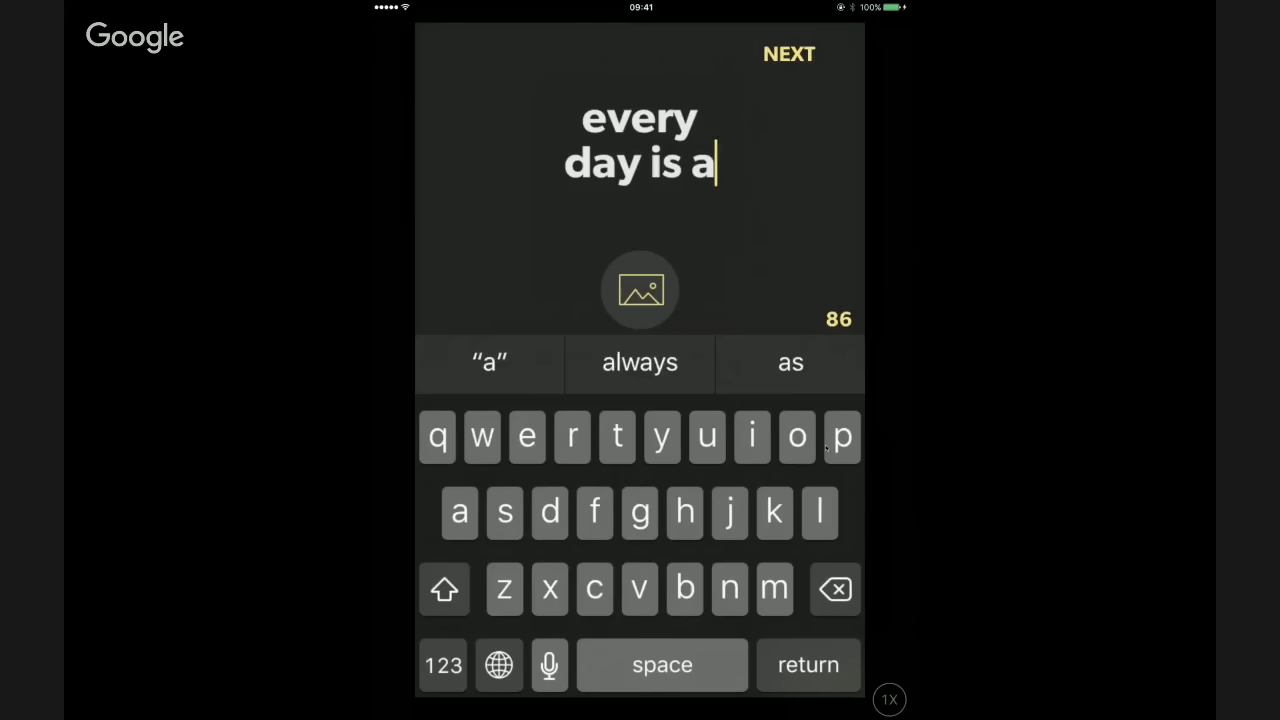 09:41
100%
Google
NEXT
every
day is a
86
“a” always as
q w e r t y u i o p
a s d f g h j k l
z x c v b n m
123 space return
1X